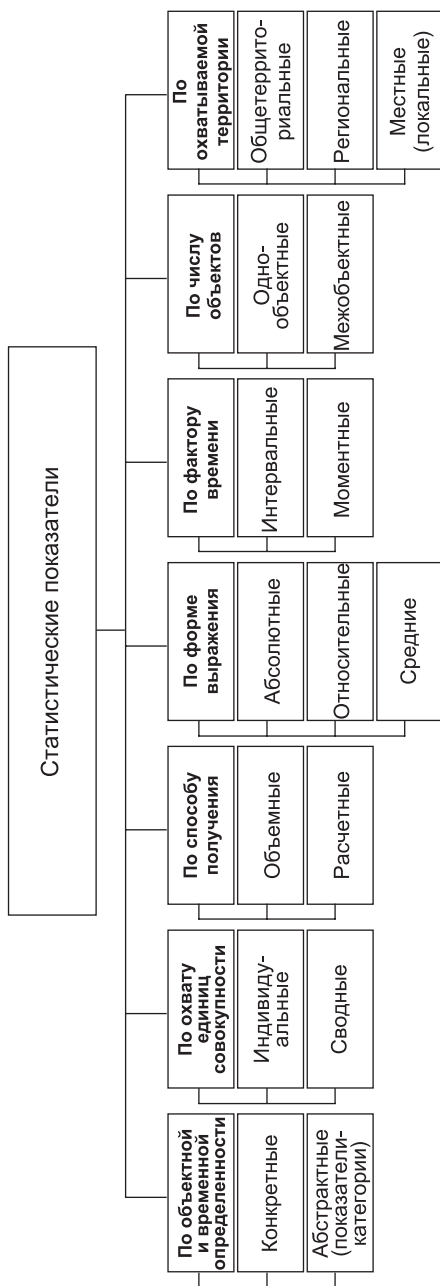 Статистические показатели
По объектной
и временной
определенности
Конкретные
Абстрактные
(показатели-
категории)
По охвату
единиц
совокупности
Индивиду-
альные
Сводные
По способу
получения
Объемные
Расчетные
По форме
выражения
Абсолютные
Относительные
Средние
По фактору
времени
Интервальные
Моментные
По числу
объектов
Одно-
объектные
Межобъектные
По
охватываемой
территории
Общетеррито-
риальные
Региональные
Местные
(локальные)